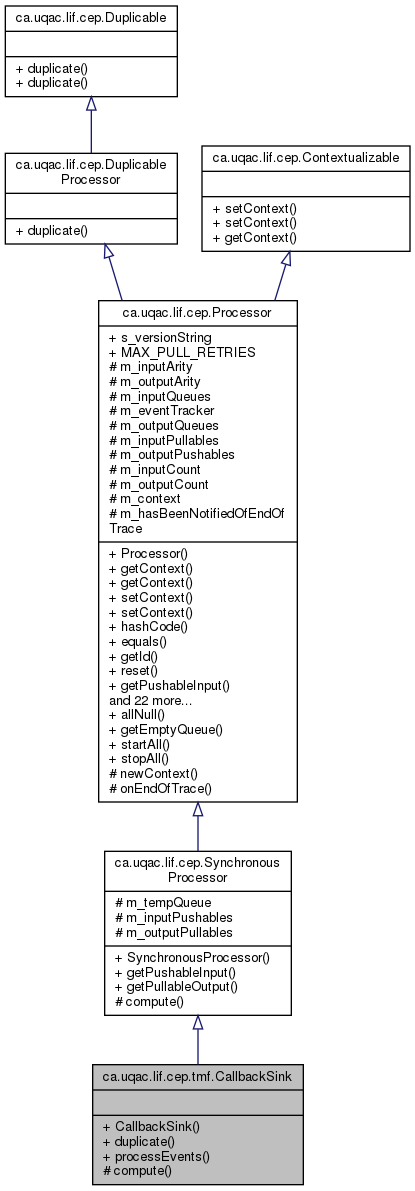 ca.uqac.lif.cep.Duplicable
+ duplicate()
+ duplicate()
ca.uqac.lif.cep.Duplicable
Processor
+ duplicate()
ca.uqac.lif.cep.Contextualizable
+ setContext()
+ setContext()
+ getContext()
ca.uqac.lif.cep.Processor
+ s_versionString
+ MAX_PULL_RETRIES
# m_inputArity
# m_outputArity
# m_inputQueues
# m_eventTracker
# m_outputQueues
# m_inputPullables
# m_outputPushables
# m_inputCount
# m_outputCount
# m_context
# m_hasBeenNotifiedOfEndOf
Trace
+ Processor()
+ getContext()
+ getContext()
+ setContext()
+ setContext()
+ hashCode()
+ equals()
+ getId()
+ reset()
+ getPushableInput()
and 22 more...
+ allNull()
+ getEmptyQueue()
+ startAll()
+ stopAll()
# newContext()
# onEndOfTrace()
ca.uqac.lif.cep.Synchronous
Processor
# m_tempQueue
# m_inputPushables
# m_outputPullables
+ SynchronousProcessor()
+ getPushableInput()
+ getPullableOutput()
# compute()
ca.uqac.lif.cep.tmf.CallbackSink
+ CallbackSink()
+ duplicate()
+ processEvents()
# compute()